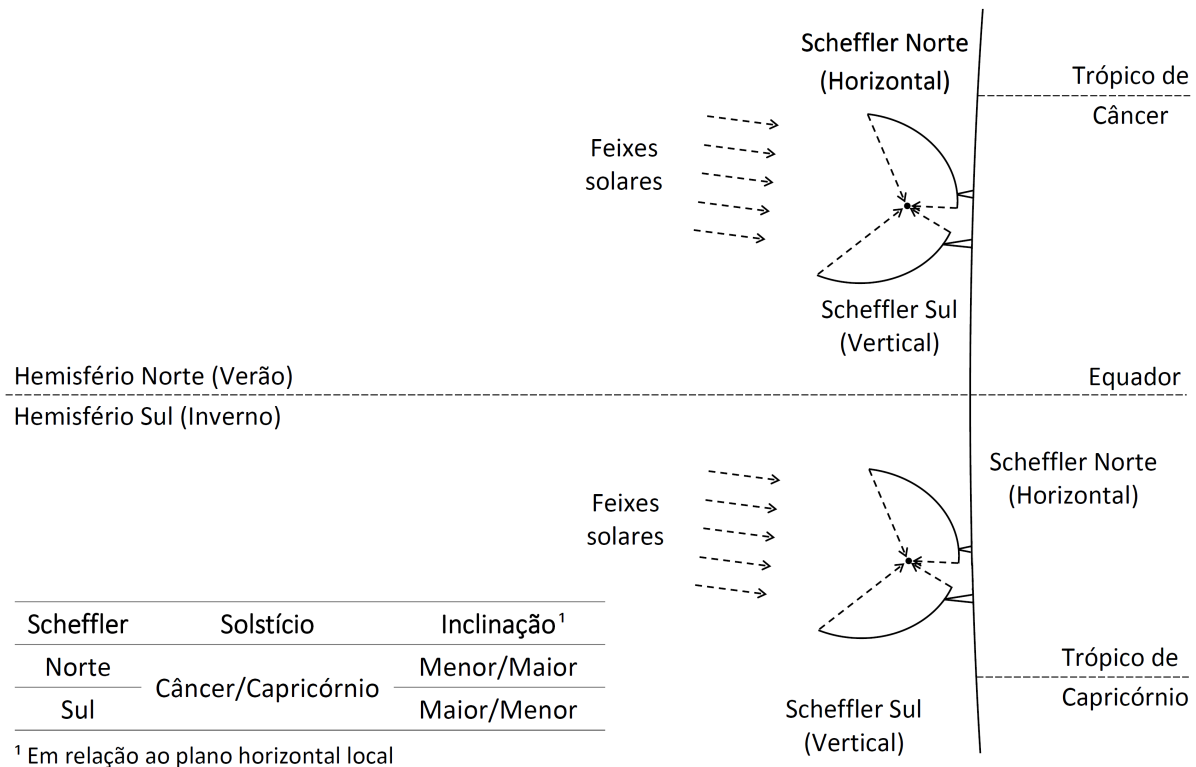 Scheffler Norte
(Horizontal)
Trópico de
Câncer
Feixes
solares
Scheffler Sul
(Vertical)
Hemisfério Norte (Verão)
Equador
Hemisfério Sul (Inverno)
Scheffler Norte
(Horizontal)
Feixes
solares
Scheffler Solstício Inclinação¹
Norte Câncer/Capricórnio Menor/Maior
Sul Maior/Menor
¹ Em relação ao plano horizontal local
Trópico de
Capricórnio
Scheffler Sul
(Vertical)